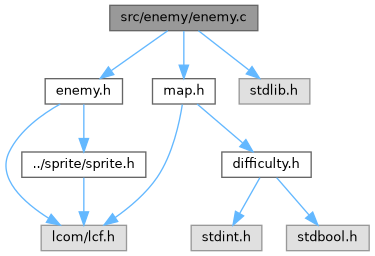 src/enemy/enemy.c
enemy.h
map.h
stdlib.h
../sprite/sprite.h
difficulty.h
lcom/lcf.h
stdint.h
stdbool.h